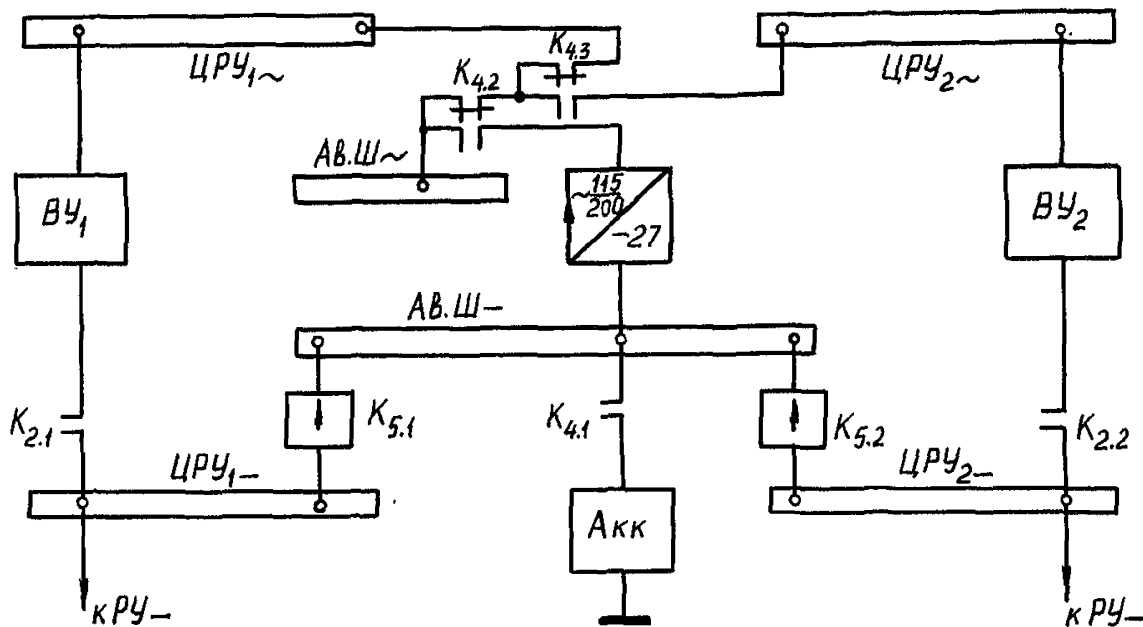 ЦРУ1~
К4.3
К4.2
ЦРУ2~
АВ.Ш~
ВУ1
~115
200
-27
ВУ2
АВ.Ш-
К2.1
К5.1
К4.1
К5.2
К2.2
ЦРУ1-
ЦРУ2-
Акк
к РУ-
к РУ-